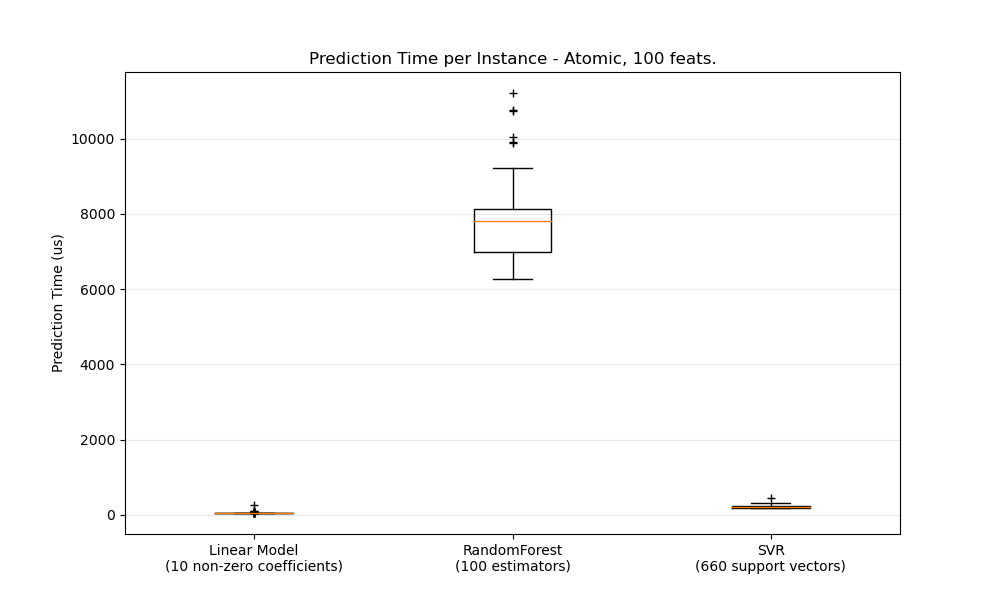 Prediction Time per Instance - Atomic, 100 feats.
Prediction Time (us)
10000
8000
6000
4000
2000
0
Linear Model
(10 non-zero coefficients)
RandomForest
(100 estimators)
SVR
(660 support vectors)